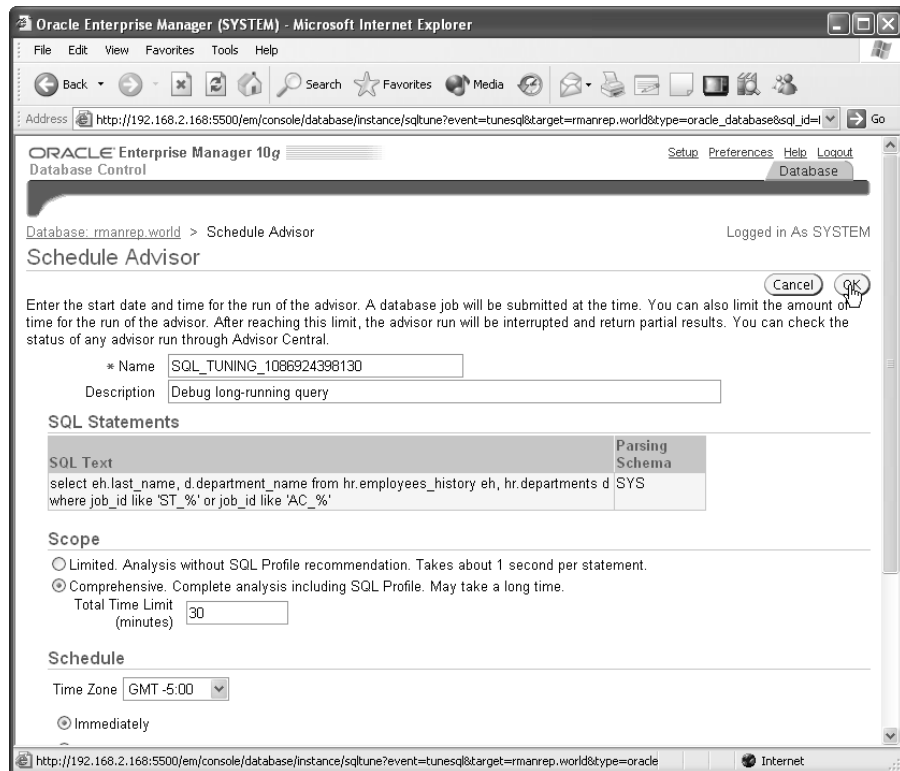 Oracle Enterprise Manager (SYSTEM) - Microsoft Internet Explorer
File Edit View Favorites Tools Help
Back Search Favorites Media
Address http://192.168.2.168:5500/em/console/database/instance/sqltune?event=tunesql&target=rmanrep.world&type=oracle_database&sql_id=I Go
ORACLE Enterprise Manager 10g
Database Control
Setup Preferences Help Logout
Database
Database: rmanrep.world > Schedule Advisor Logged in As SYSTEM
Schedule Advisor
Cancel OK
Enter the start date and time for the run of the advisor. A database job will be submitted at the time. You can also limit the amount of
time for the run of the advisor. After reaching this limit, the advisor run will be interrupted and return partial results. You can check the
status of any advisor run through Advisor Central.
* Name SQL_TUNING_1086924398130
Description Debug long-running query
SQL Statements
SQL Text Parsing Schema
select eh.last_name, d.department_name from hr.employees_history eh, hr.departments d SYS
where job_id like 'ST_%' or job_id like 'AC_%'
Scope
Limited. Analysis without SQL Profile recommendation. Takes about 1 second per statement.
Comprehensive. Complete analysis including SQL Profile. May take a long time.
Total Time Limit (minutes) 30
Schedule
Time Zone GMT -5:00
Immediately
http://192.168.2.168:5500/em/console/database/instance/sqltune?event=tunesql&target=rmanrep.world&type=oracle Internet